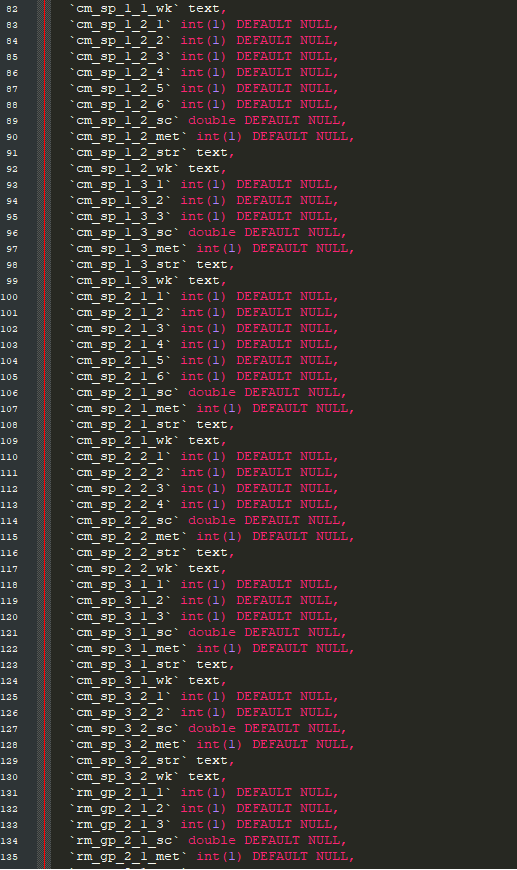 82 `cm_sp_1_1_wk` text,
83 `cm_sp_1_2_1` int(1) DEFAULT NULL,
84 `cm_sp_1_2_2` int(1) DEFAULT NULL,
85 `cm_sp_1_2_3` int(1) DEFAULT NULL,
86 `cm_sp_1_2_4` int(1) DEFAULT NULL,
87 `cm_sp_1_2_5` int(1) DEFAULT NULL,
88 `cm_sp_1_2_6` int(1) DEFAULT NULL,
89 `cm_sp_1_2_sc` double DEFAULT NULL,
90 `cm_sp_1_2_met` int(1) DEFAULT NULL,
91 `cm_sp_1_2_str` text,
92 `cm_sp_1_2_wk` text,
93 `cm_sp_1_3_1` int(1) DEFAULT NULL,
94 `cm_sp_1_3_2` int(1) DEFAULT NULL,
95 `cm_sp_1_3_3` int(1) DEFAULT NULL,
96 `cm_sp_1_3_sc` double DEFAULT NULL,
97 `cm_sp_1_3_met` int(1) DEFAULT NULL,
98 `cm_sp_1_3_str` text,
99 `cm_sp_1_3_wk` text,
100 `cm_sp_2_1_1` int(1) DEFAULT NULL,
101 `cm_sp_2_1_2` int(1) DEFAULT NULL,
102 `cm_sp_2_1_3` int(1) DEFAULT NULL,
103 `cm_sp_2_1_4` int(1) DEFAULT NULL,
104 `cm_sp_2_1_5` int(1) DEFAULT NULL,
105 `cm_sp_2_1_6` int(1) DEFAULT NULL,
106 `cm_sp_2_1_sc` double DEFAULT NULL,
107 `cm_sp_2_1_met` int(1) DEFAULT NULL,
108 `cm_sp_2_1_str` text,
109 `cm_sp_2_1_wk` text,
110 `cm_sp_2_2_1` int(1) DEFAULT NULL,
111 `cm_sp_2_2_2` int(1) DEFAULT NULL,
112 `cm_sp_2_2_3` int(1) DEFAULT NULL,
113 `cm_sp_2_2_4` int(1) DEFAULT NULL,
114 `cm_sp_2_2_sc` double DEFAULT NULL,
115 `cm_sp_2_2_met` int(1) DEFAULT NULL,
116 `cm_sp_2_2_str` text,
117 `cm_sp_2_2_wk` text,
118 `cm_sp_3_1_1` int(1) DEFAULT NULL,
119 `cm_sp_3_1_2` int(1) DEFAULT NULL,
120 `cm_sp_3_1_3` int(1) DEFAULT NULL,
121 `cm_sp_3_1_sc` double DEFAULT NULL,
122 `cm_sp_3_1_met` int(1) DEFAULT NULL,
123 `cm_sp_3_1_str` text,
124 `cm_sp_3_1_wk` text,
125 `cm_sp_3_2_1` int(1) DEFAULT NULL,
126 `cm_sp_3_2_2` int(1) DEFAULT NULL,
127 `cm_sp_3_2_sc` double DEFAULT NULL,
128 `cm_sp_3_2_met` int(1) DEFAULT NULL,
129 `cm_sp_3_2_str` text,
130 `cm_sp_3_2_wk` text,
131 `rm_gp_2_1_1` int(1) DEFAULT NULL,
132 `rm_gp_2_1_2` int(1) DEFAULT NULL,
133 `rm_gp_2_1_3` int(1) DEFAULT NULL,
134 `rm_gp_2_1_sc` double DEFAULT NULL,
135 `rm_gp_2_1_met` int(1) DEFAULT NULL,